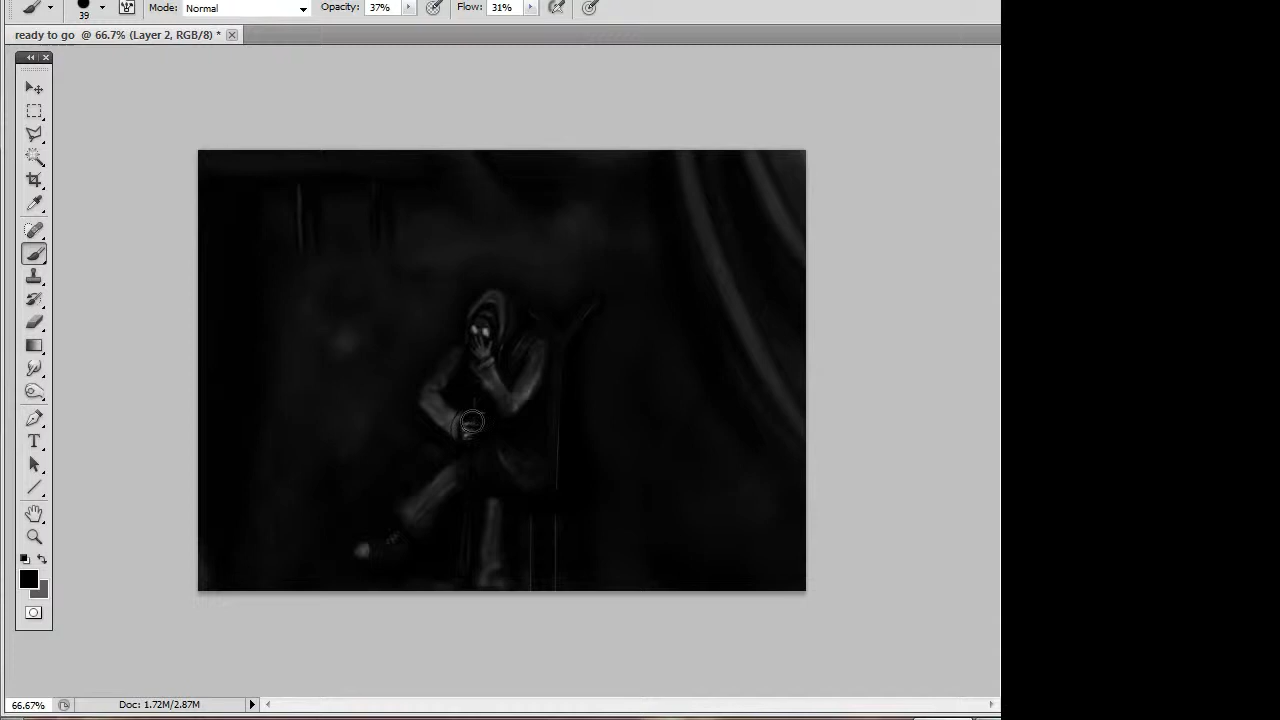 Mode: Normal Opacity: 37% Flow: 31%
39
ready to go @ 66.7% (Layer 2, RGB/8) *
T
66.67% Doc: 1.72M/2.87M